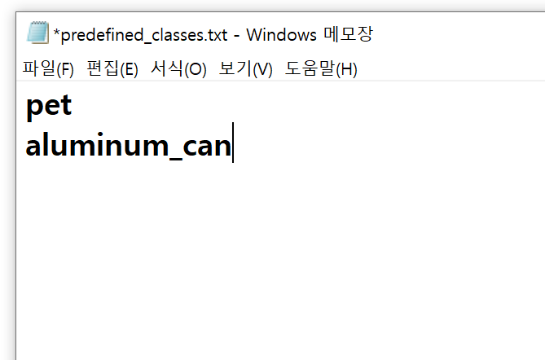 *predefined_classes.txt - Windows 메모장
파일(F) 편집(E) 서식(O) 보기(V) 도움말(H)
pet
aluminum_can